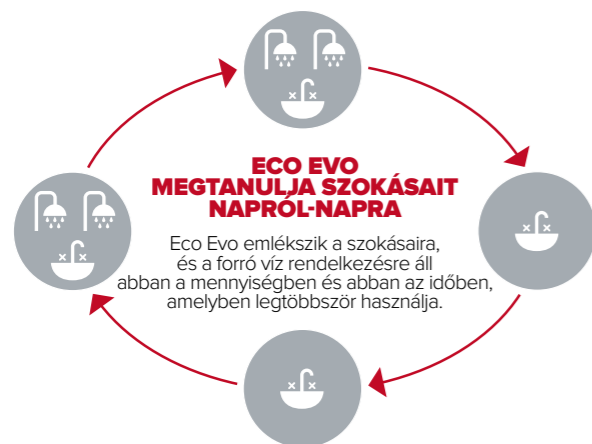 ECO EVO
MEGTANULJA SZOKÁSAIT
NAPRÓL-NAPRA
Eco Evo emlékszik a szokásaira,
és a forró víz rendelkezésre áll
abban a mennyiségben és abban az időben,
amelyben legtöbbször használja.